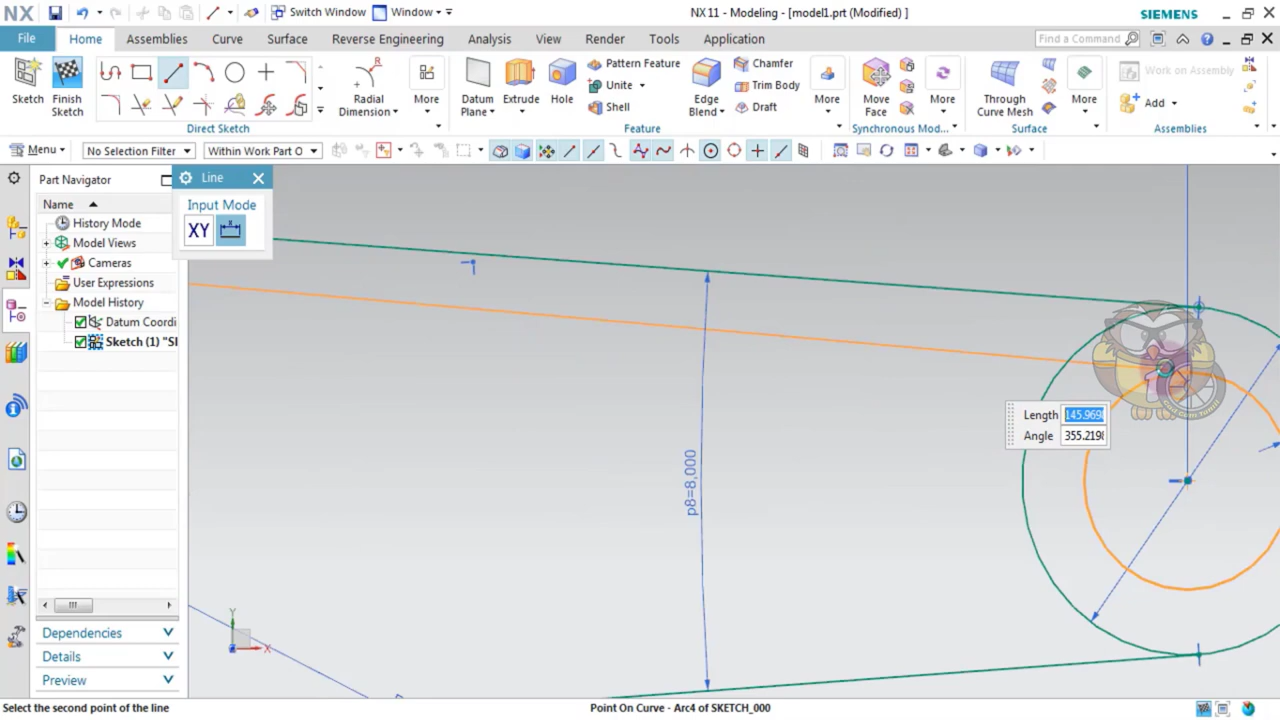 NX Switch Window Window NX 11 - Modeling - [model1.prt (Modified) ] SIEMENS
File Home Assemblies Curve Surface Reverse Engineering Analysis View Render Tools Application Find a Command
Sketch Finish Sketch Radial Dimension More Datum Plane Extrude Hole Pattern Feature Unite Shell Edge Blend Chamfer Trim Body Draft More Move Face More Through Curve Mesh More Work on Assembly Add
Direct Sketch Feature Synchronous Mod... Surface Assemblies
Menu No Selection Filter Within Work Part O
Part Navigator Line
Name Input Mode
History Mode XY
Model Views
Cameras
User Expressions
Model History
Datum Coordi
Sketch (1) "SI
Length 145.969
Angle 355.219
p8=8,000
Y
X
Dependencies
Details
Preview
Select the second point of the line Point On Curve - Arc4 of SKETCH_000